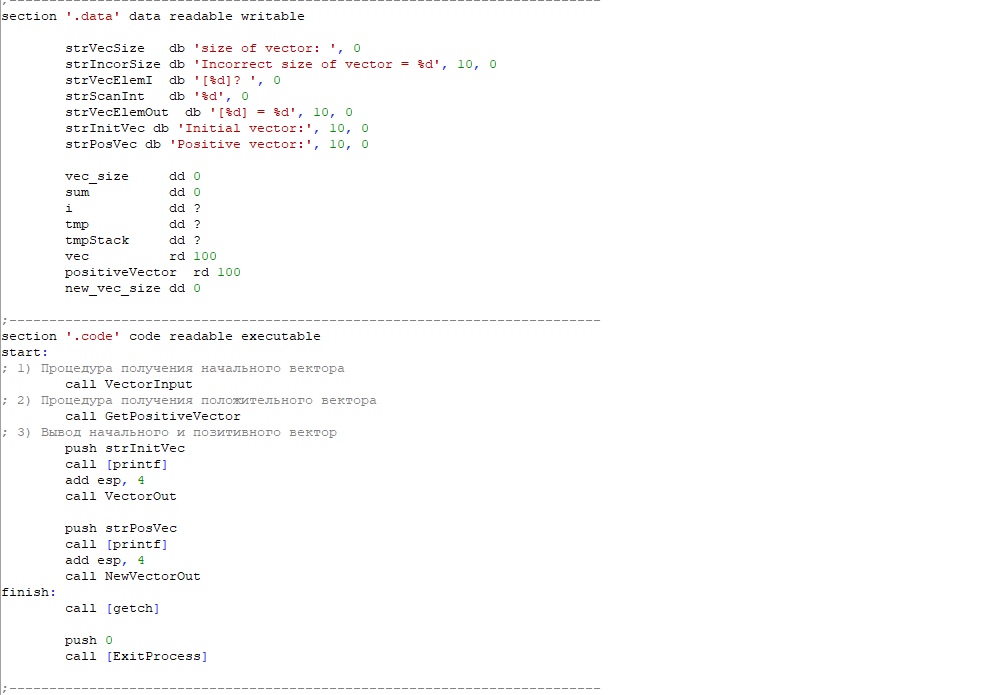 ;--------------------------------------------------------------------------
section '.data' data readable writable
strVecSize   db 'size of vector: ', 0
strIncorSize db 'Incorrect size of vector = %d', 10, 0
strVecElemI  db '[%d]? ', 0
strScanInt   db '%d', 0
strVecElemOut  db '[%d] = %d', 10, 0
strInitVec db 'Initial vector:', 10, 0
strPosVec db 'Positive vector:', 10, 0
vec_size     dd 0
sum          dd 0
i            dd ?
tmp          dd ?
tmpStack     dd ?
vec          rd 100
positiveVector  rd 100
new_vec_size dd 0
;--------------------------------------------------------------------------
section '.code' code readable executable
start:
; 1) Процедура получения начального вектора
call VectorInput
; 2) Процедура получения положительного вектора
call GetPositiveVector
; 3) Вывод начального и позитивного вектор
push strInitVec
call [printf]
add esp, 4
call VectorOut
push strPosVec
call [printf]
add esp, 4
call NewVectorOut
finish:
call [getch]
push 0
call [ExitProcess]
;--------------------------------------------------------------------------